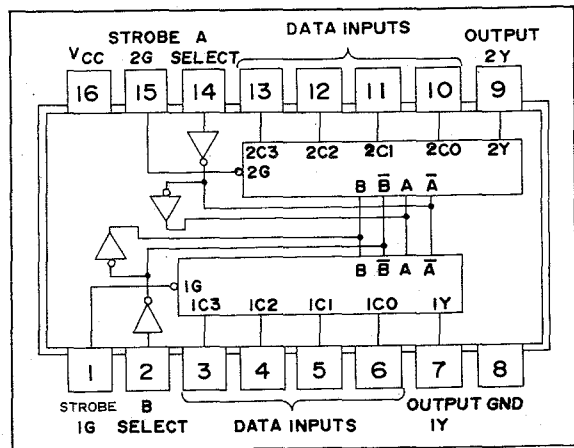 STROBE A DATA INPUTS OUTPUT
VCC 2G SELECT 2Y
16 15 14 13 12 11 10 9
2C3 2C2 2C1 2C0 2Y
2G
B B̅ A A̅
B B̅ A A̅
1G
1C3 1C2 1C1 1C0 1Y
1 2 3 4 5 6 7 8
STROBE B DATA INPUTS OUTPUT GND
1G SELECT 1Y